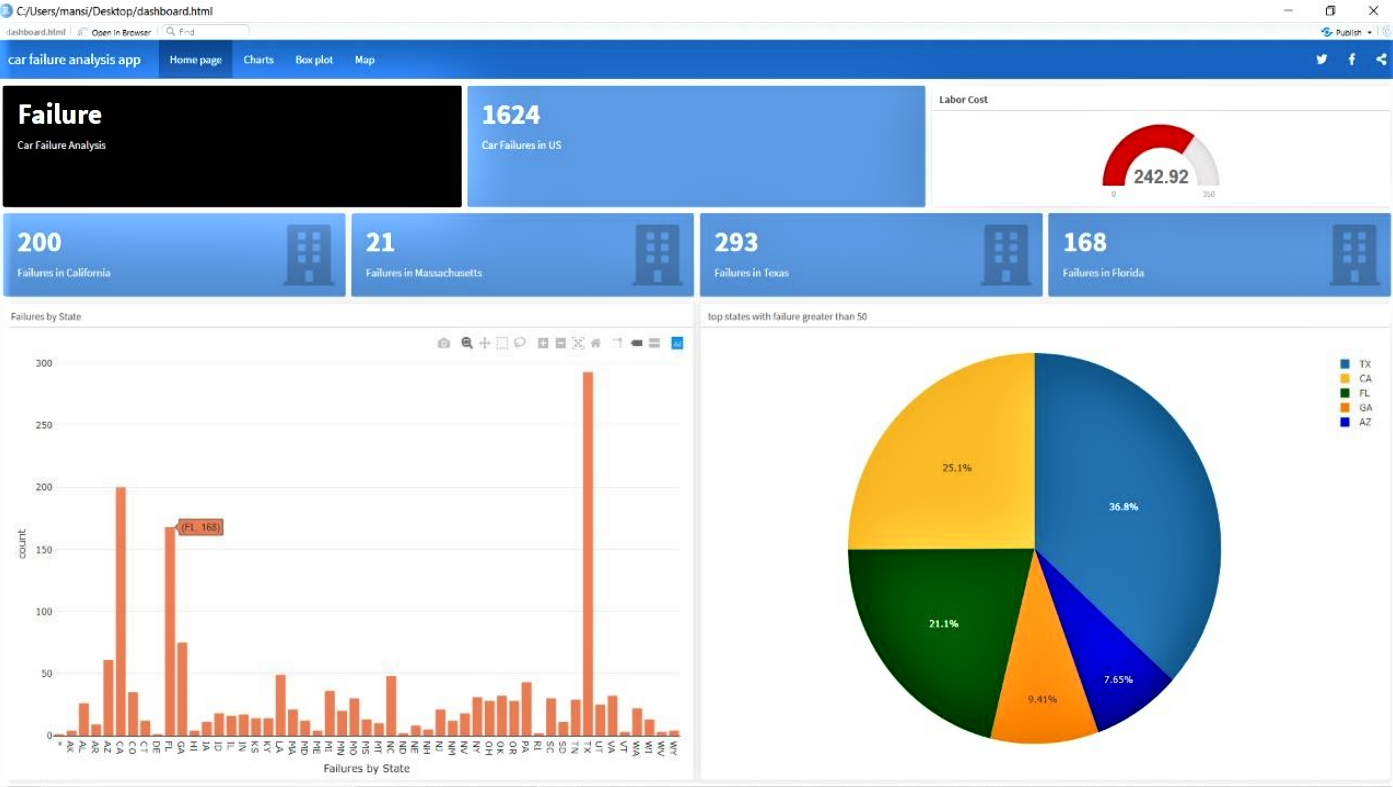 C:/Users/mansi/Desktop/dashboard.html
dashboard.html Open in Browser Find Publish
car failure analysis app Home page Charts Box plot Map
Failure
Car Failure Analysis
1624
Car Failures in US
Labor Cost
242.92
0 350
200
Failures in California
21
Failures in Massachusetts
293
Failures in Texas
168
Failures in Florida
Failures by State
300
250
200
150
100
50
0
count
(FL, 168)
* AK AL AR AZ CA CO CT DE FL GA HI IA ID IL IN KS KY LA MA MD ME MI MN MO MS MT NC ND NE NH NJ NM NV NY OH OK OR PA RI SC SD TN TX UT VA VT WA WI WV WY
Failures by State
top states with failure greater than 50
TX
CA
FL
GA
AZ
25.1%
36.8%
21.1%
7.65%
9.41%